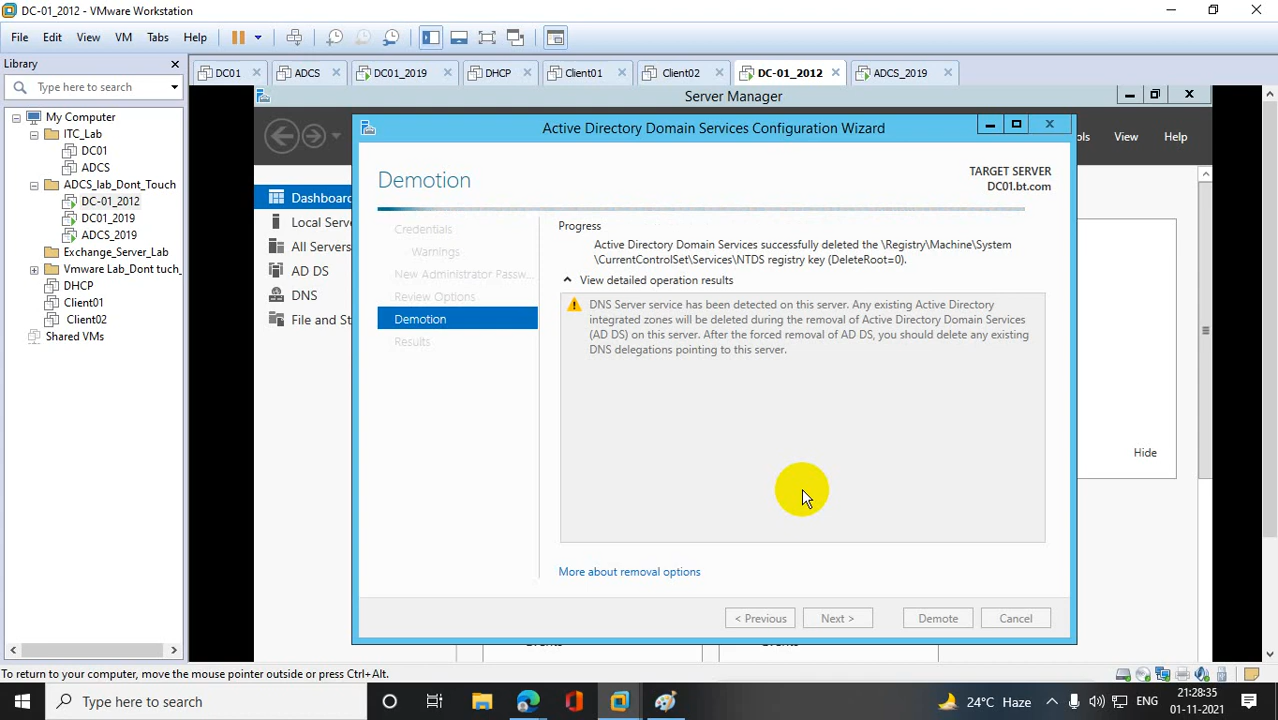 DC-01_2012 - VMware Workstation
File Edit View VM Tabs Help
Library
Type here to search
My Computer
ITC_Lab
DC01
ADCS
ADCS_lab_Dont_Touch
DC-01_2012
DC01_2019
ADCS_2019
Exchange_Server_Lab
Vmware Lab_Dont tuch_
DHCP
Client01
Client02
Shared VMs
DC01 ADCS DC01_2019 DHCP Client01 Client02 DC-01_2012 ADCS_2019
Server Manager
ols View Help
Dashboard
Local Serve
All Servers
AD DS
DNS
File and St
Hide
Active Directory Domain Services Configuration Wizard
Demotion
TARGET SERVER
DC01.bt.com
Credentials
Warnings
New Administrator Passw...
Review Options
Demotion
Results
Progress
Active Directory Domain Services successfully deleted the \Registry\Machine\System
\CurrentControlSet\Services\NTDS registry key (DeleteRoot=0).
View detailed operation results
DNS Server service has been detected on this server. Any existing Active Directory
integrated zones will be deleted during the removal of Active Directory Domain Services
(AD DS) on this server. After the forced removal of AD DS, you should delete any existing
DNS delegations pointing to this server.
More about removal options
< Previous Next > Demote Cancel
To return to your computer, move the mouse pointer outside or press Ctrl+Alt.
Type here to search
24°C Haze
ENG
21:28:35
01-11-2021